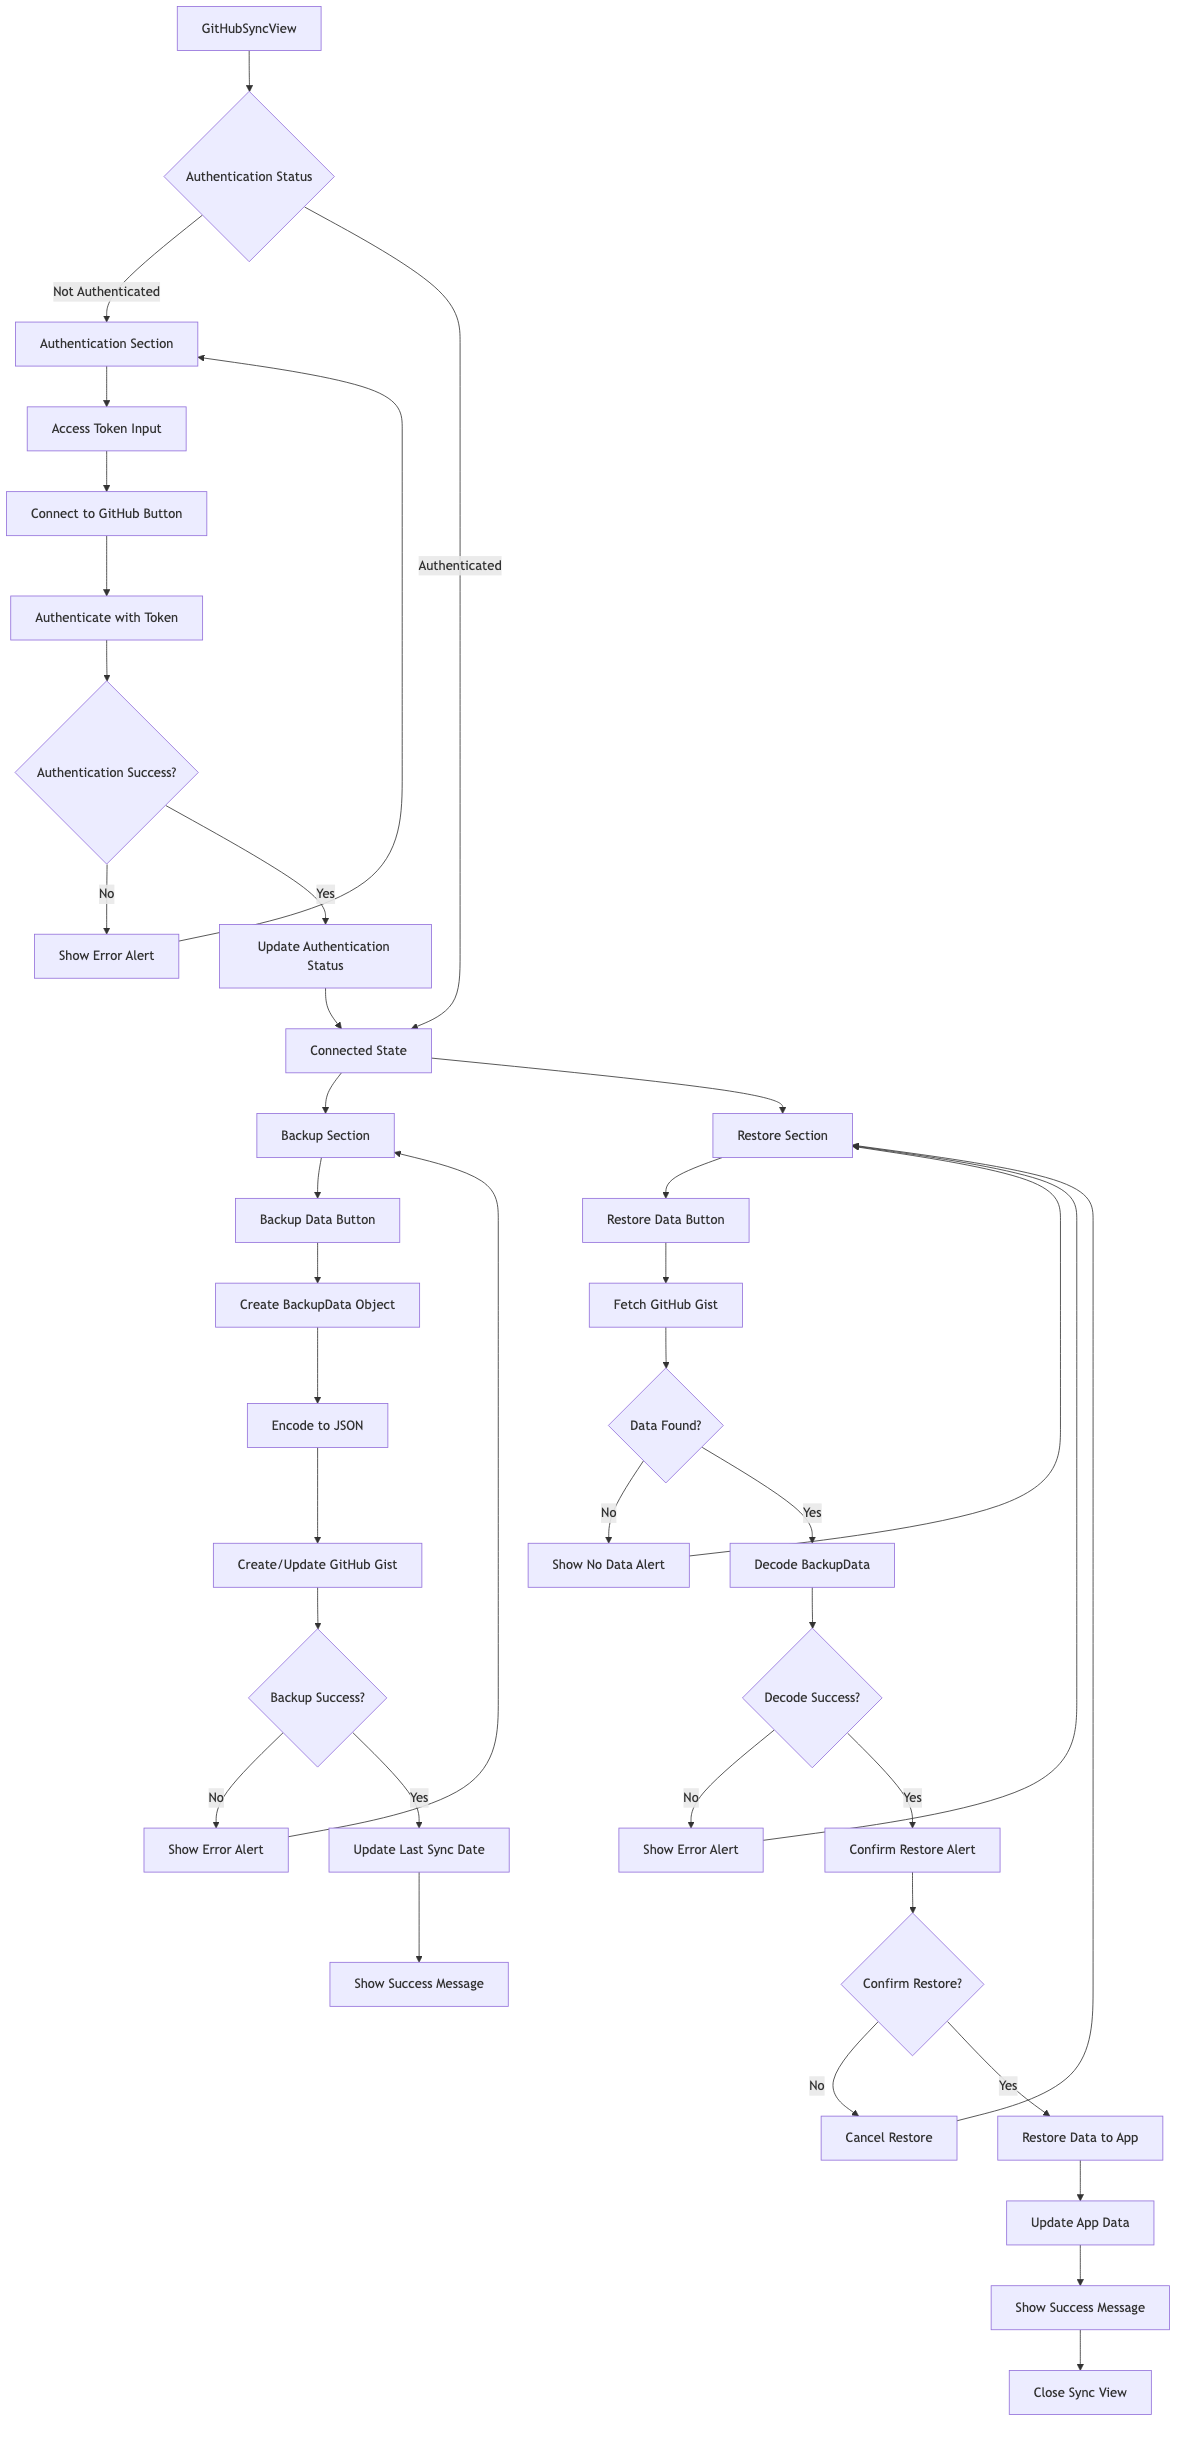 GitHubSyncView
Authentication Status
Not Authenticated
Authentication Section
Access Token Input
Connect to GitHub Button
Authenticated
Authenticate with Token
Authentication Success?
No
Yes
Show Error Alert
Update Authentication
Status
Connected State
Backup Section
Restore Section
Backup Data Button
Restore Data Button
Create BackupData Object
Fetch GitHub Gist
Encode to JSON
Data Found?
No
Yes
Create/Update GitHub Gist
Show No Data Alert
Decode BackupData
Backup Success?
Decode Success?
No
Yes
No
Yes
Show Error Alert
Update Last Sync Date
Show Error Alert
Confirm Restore Alert
Show Success Message
Confirm Restore?
No
Yes
Cancel Restore
Restore Data to App
Update App Data
Show Success Message
Close Sync View